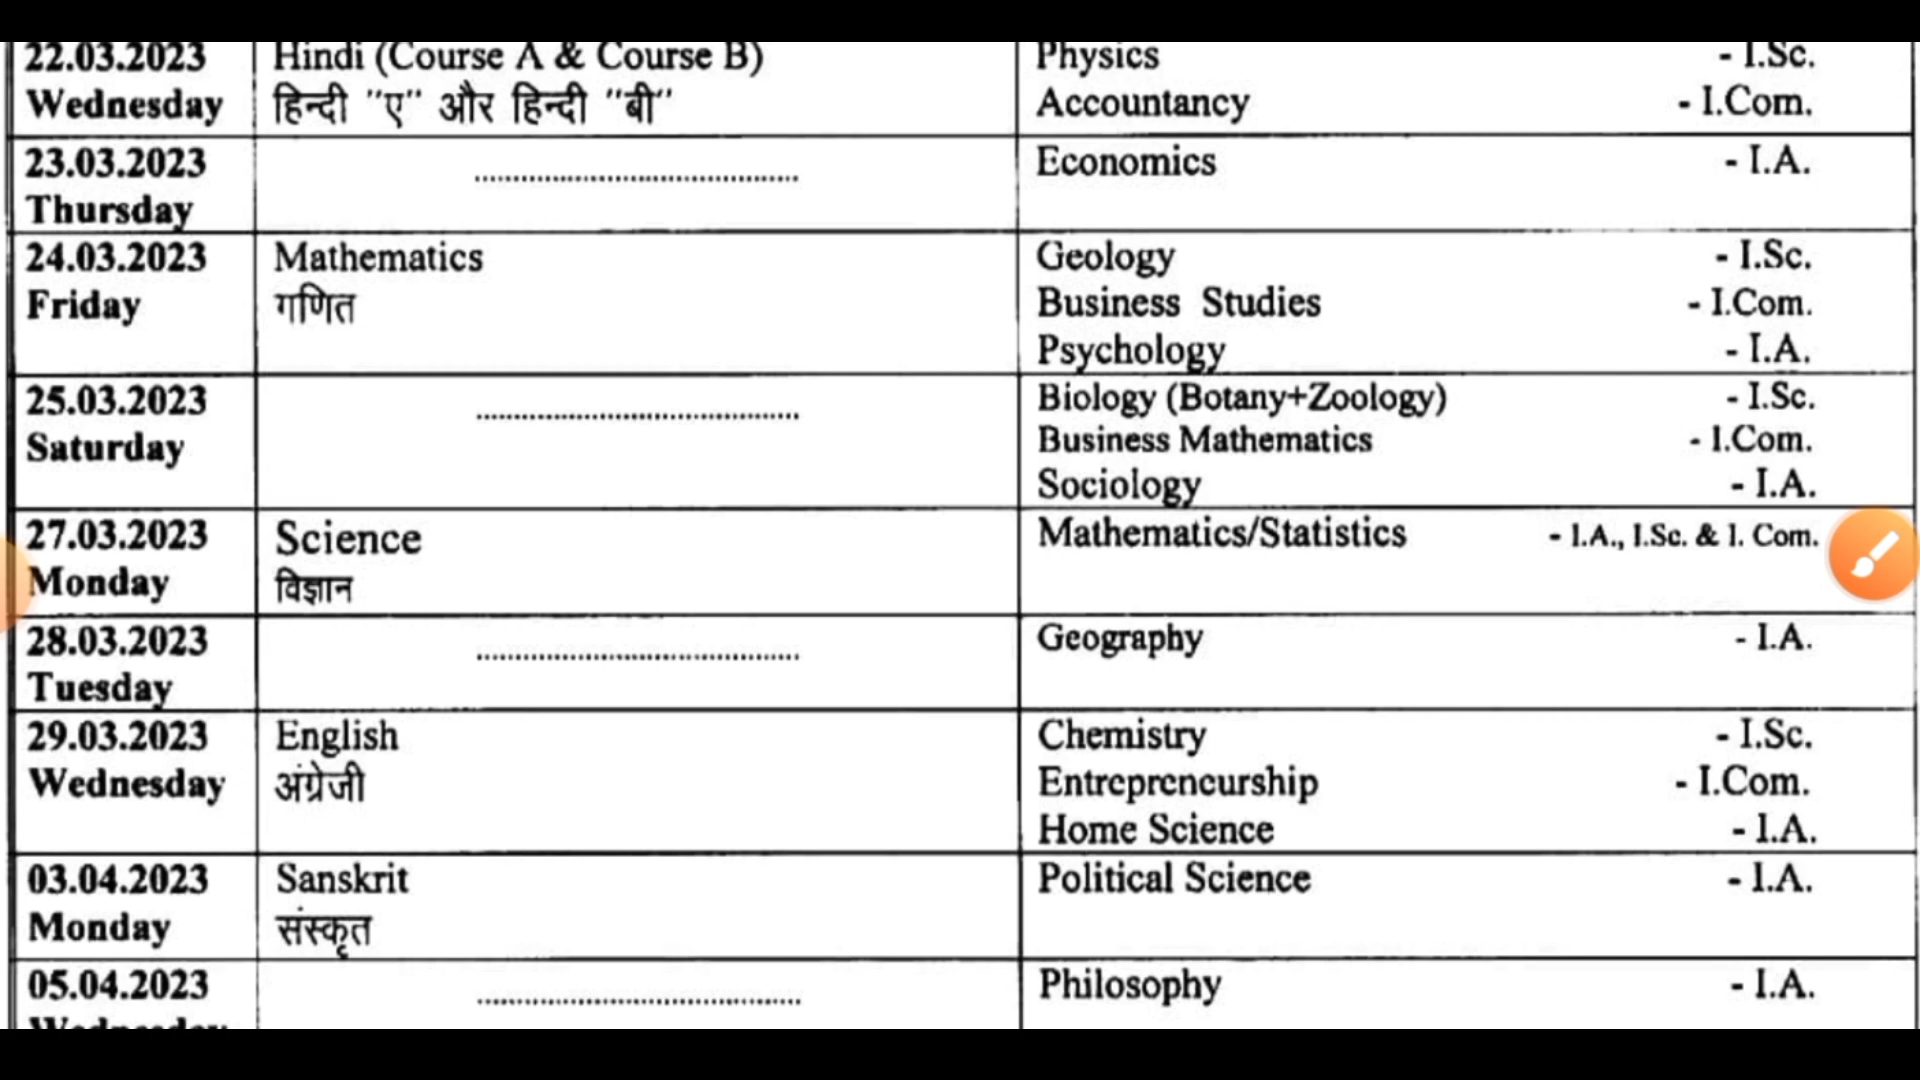 22.03.2023 Hindi (Course A & Course B) Physics - I.Sc.
Wednesday हिन्दी "ए" और हिन्दी "बी" Accountancy - I.Com.
23.03.2023 ........................................ Economics - I.A.
Thursday
24.03.2023 Mathematics Geology - I.Sc.
Friday गणित Business Studies - I.Com.
Psychology - I.A.
25.03.2023 ........................................ Biology (Botany+Zoology) - I.Sc.
Saturday Business Mathematics - I.Com.
Sociology - I.A.
27.03.2023 Science Mathematics/Statistics - I.A., I.Sc. & I. Com.
Monday विज्ञान
28.03.2023 ........................................ Geography - I.A.
Tuesday
29.03.2023 English Chemistry - I.Sc.
Wednesday अंग्रेजी Entrepreneurship - I.Com.
Home Science - I.A.
03.04.2023 Sanskrit Political Science - I.A.
Monday संस्कृत
05.04.2023 ........................................ Philosophy - I.A.
Wednesday